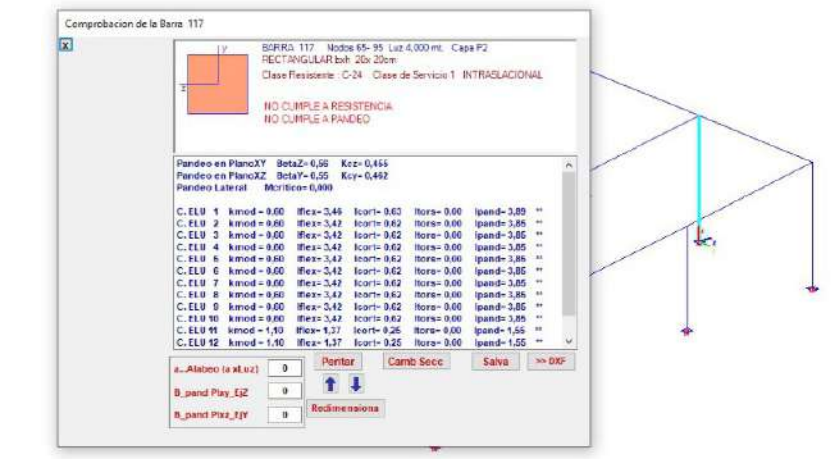 Comprobacion de la Barra 117
X
y
z
BARRA 117 Nodos 65- 95 Luz 4,000 mt. Capa P2
RECTANGULAR bxh 20x 20cm
Clase Resistente : C-24 Clase de Servicio 1 INTRASLACIONAL
NO CUMPLE A RESISTENCIA
NO CUMPLE A PANDEO
Pandeo en PlanoXY BetaZ= 0,56 Kcz= 0,455
Pandeo en PlanoXZ BetaY= 0,55 Kcy= 0,462
Pandeo Lateral Mcritico= 0,000
C. ELU 1 kmod = 0,60 Iflex= 3,46 Icort= 0,63 Itors= 0,00 Ipand= 3,89 **
C. ELU 2 kmod = 0,60 Iflex= 3,42 Icort= 0,62 Itors= 0,00 Ipand= 3,85 **
C. ELU 3 kmod = 0,60 Iflex= 3,42 Icort= 0,62 Itors= 0,00 Ipand= 3,85 **
C. ELU 4 kmod = 0,60 Iflex= 3,42 Icort= 0,62 Itors= 0,00 Ipand= 3,85 **
C. ELU 5 kmod = 0,60 Iflex= 3,42 Icort= 0,62 Itors= 0,00 Ipand= 3,85 **
C. ELU 6 kmod = 0,60 Iflex= 3,42 Icort= 0,62 Itors= 0,00 Ipand= 3,85 **
C. ELU 7 kmod = 0,60 Iflex= 3,42 Icort= 0,62 Itors= 0,00 Ipand= 3,85 **
C. ELU 8 kmod = 0,60 Iflex= 3,42 Icort= 0,62 Itors= 0,00 Ipand= 3,85 **
C. ELU 9 kmod = 0,60 Iflex= 3,42 Icort= 0,62 Itors= 0,00 Ipand= 3,85 **
C. ELU 10 kmod = 0,60 Iflex= 3,42 Icort= 0,62 Itors= 0,00 Ipand= 3,85 **
C. ELU 11 kmod = 1,10 Iflex= 1,37 Icort= 0,25 Itors= 0,00 Ipand= 1,55 **
C. ELU 12 kmod = 1,10 Iflex= 1,37 Icort= 0,25 Itors= 0,00 Ipand= 1,55 **
a...Alabeo (a xLuz) 0
B_pand Plxy_EjZ 0
B_pand Plxz_EjY 0
Peritar
Camb Secc
Salva
>> DXF
Redimensiona